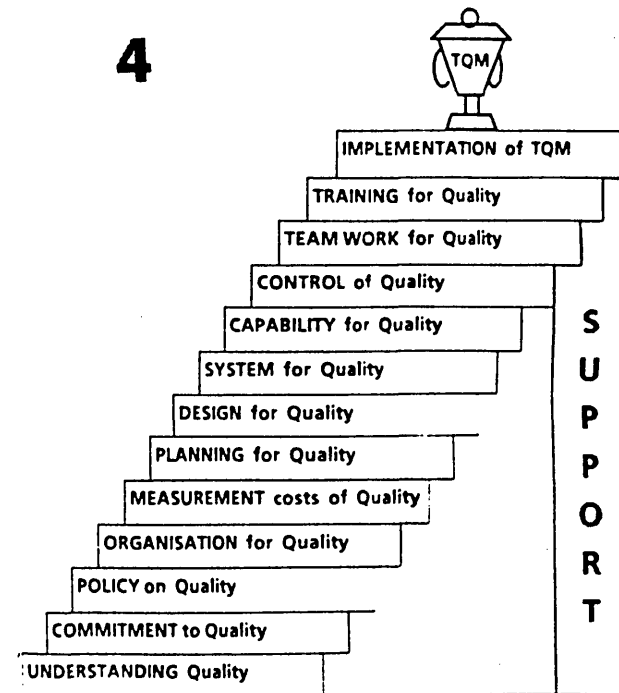 4
TQM
IMPLEMENTATION of TQM
TRAINING for Quality
TEAM WORK for Quality
CONTROL of Quality
CAPABILITY for Quality
SYSTEM for Quality
DESIGN for Quality
PLANNING for Quality
MEASUREMENT costs of Quality
ORGANISATION for Quality
POLICY on Quality
COMMITMENT to Quality
UNDERSTANDING Quality
SUPPORT